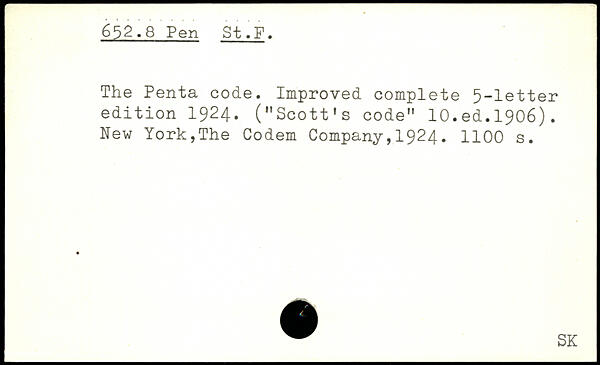 652.8 Pen St.F.
The Penta code. Improved complete 5-letter
edition 1924. ("Scott's code" 10.ed.1906).
New York,The Codem Company,1924. 1100 s.
SK